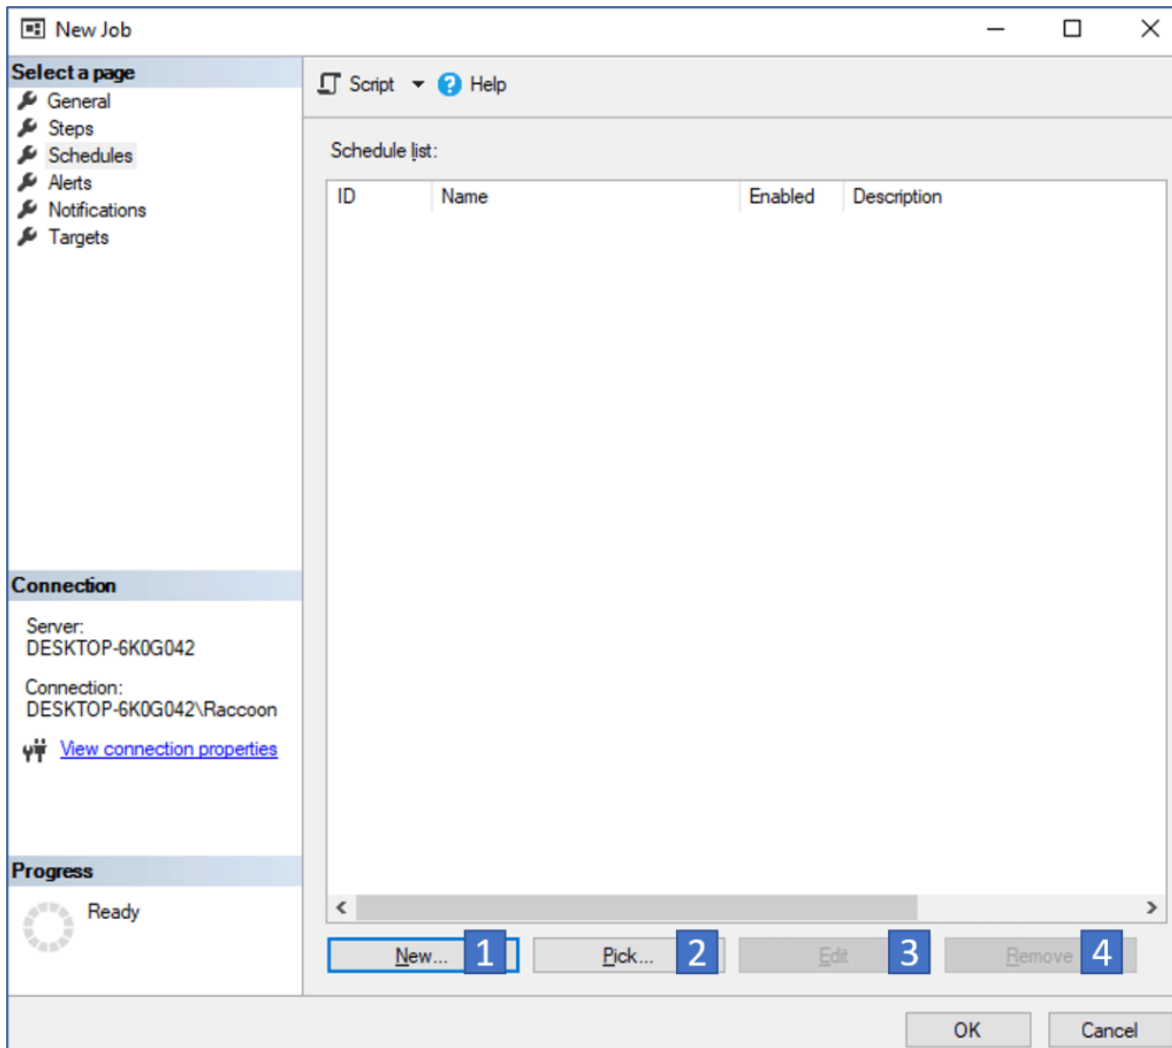 New Job
Select a page
General
Steps
Schedules
Alerts
Notifications
Targets
Script
Help
Schedule list:
ID Name Enabled Description
Connection
Server:
DESKTOP-6K0G042
Connection:
DESKTOP-6K0G042\Raccoon
View connection properties
Progress
Ready
New... 1 Pick... 2 Edit 3 Remove 4
OK Cancel